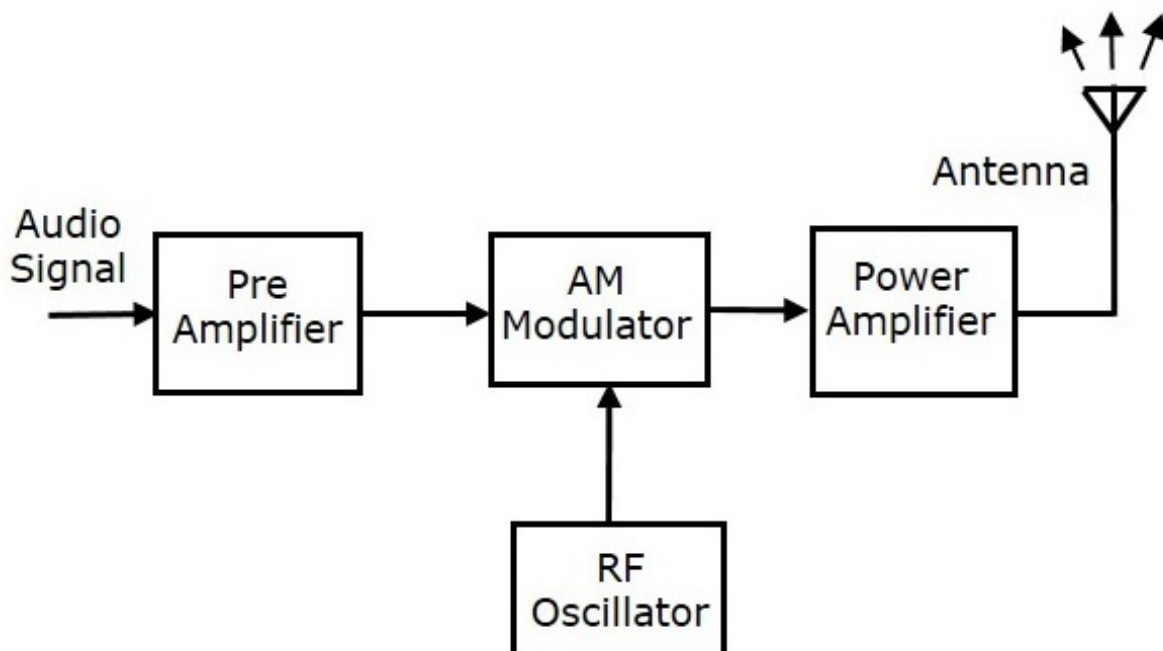 Audio
Signal
Pre
Amplifier
AM
Modulator
Power
Amplifier
Antenna
RF
Oscillator